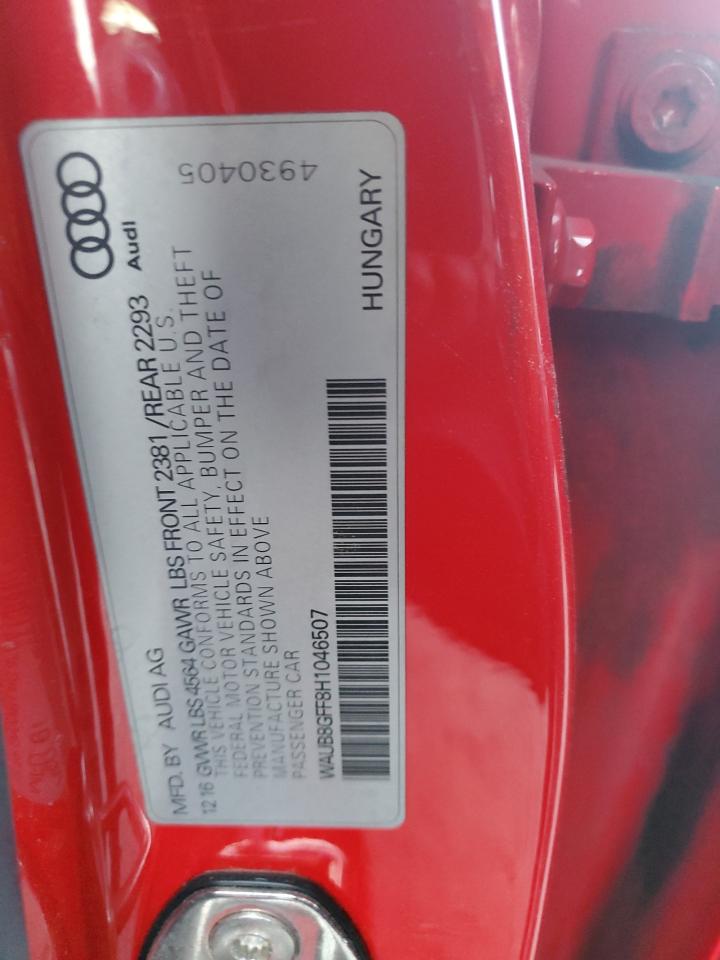 MFD. BY AUDI AG
Audi
12.16 GVWR LBS 4564 GAWR LBS FRONT 2381 /REAR 2293
THIS VEHICLE CONFORMS TO ALL APPLICABLE U.S.
FEDERAL MOTOR VEHICLE SAFETY, BUMPER AND THEFT
PREVENTION STANDARDS IN EFFECT ON THE DATE OF
MANUFACTURE SHOWN ABOVE
PASSENGER CAR
WAUB8GFF8H1046507
HUNGARY
4930405